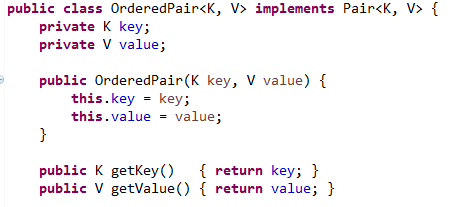 public class OrderedPair<K, V> implements Pair<K, V> {
    private K key;
    private V value;

    public OrderedPair(K key, V value) {
        this.key = key;
        this.value = value;
    }

    public K getKey()   { return key; }
    public V getValue() { return value; }